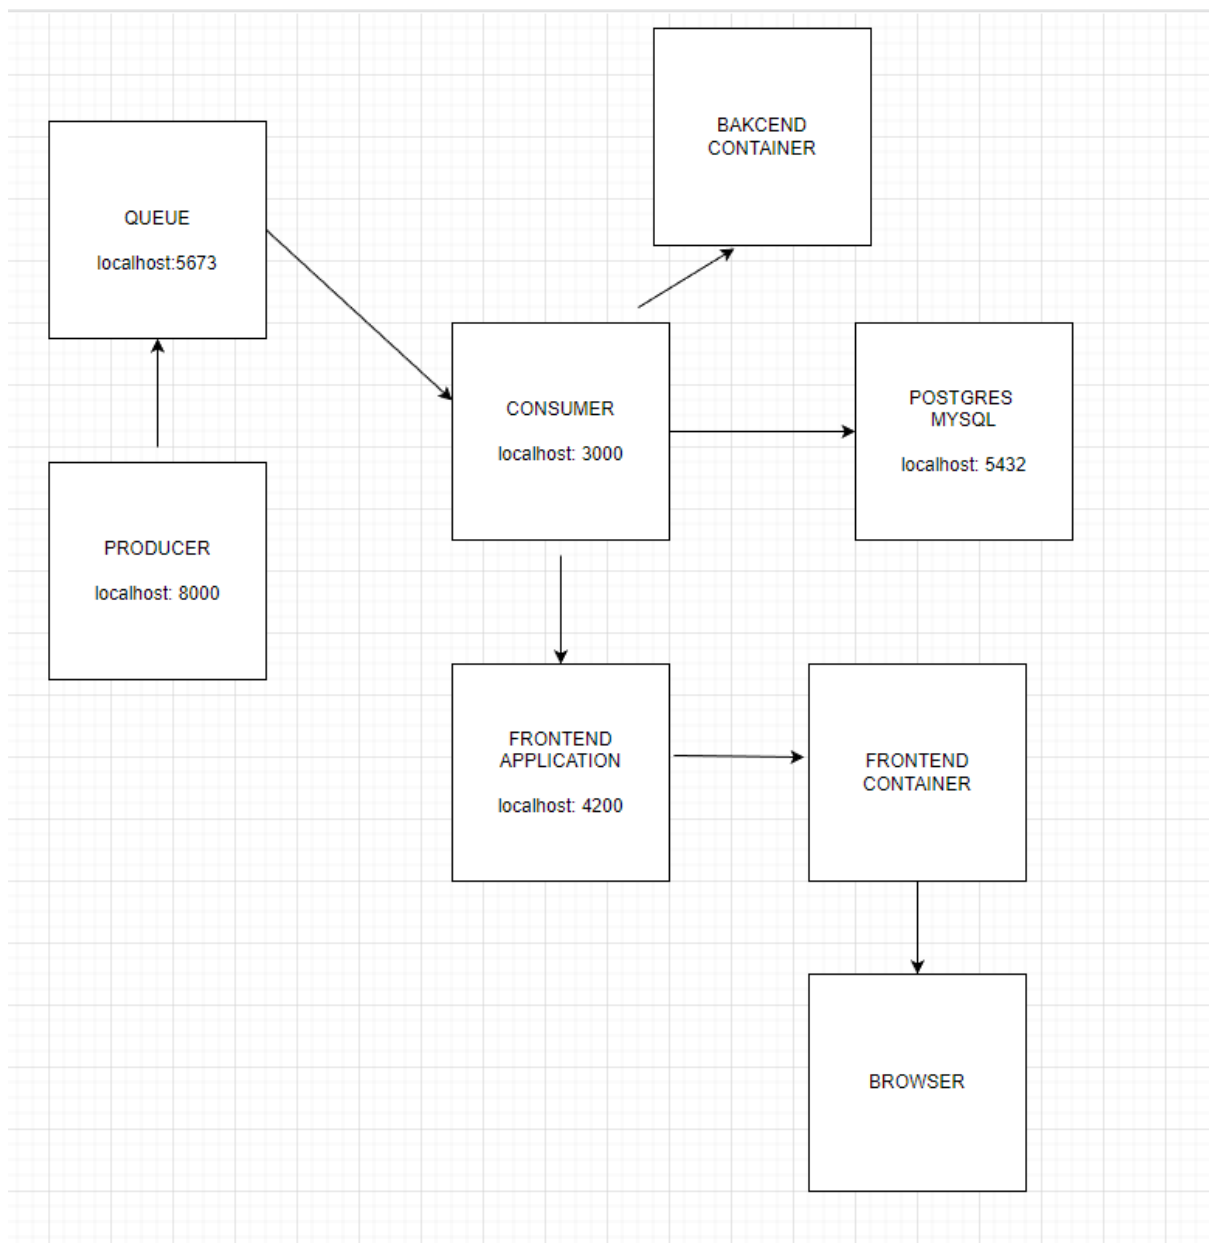 BAKCEND
CONTAINER
QUEUE
localhost:5673
CONSUMER
localhost: 3000
POSTGRES
MYSQL
localhost: 5432
PRODUCER
localhost: 8000
FRONTEND
APPLICATION
localhost: 4200
FRONTEND
CONTAINER
BROWSER